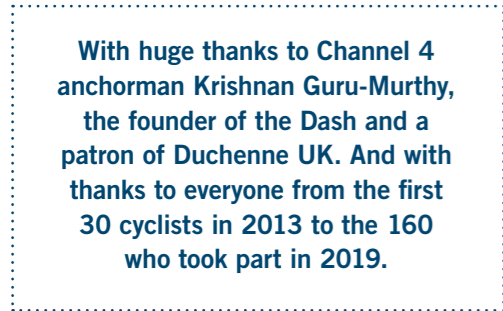 With huge thanks to Channel 4
anchorman Krishnan Guru-Murthy,
the founder of the Dash and a
patron of Duchenne UK. And with
thanks to everyone from the first
30 cyclists in 2013 to the 160
who took part in 2019.